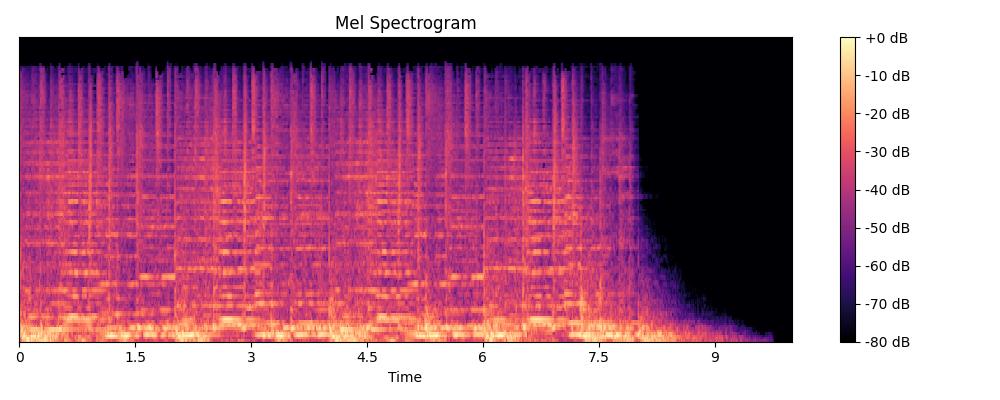 Mel Spectrogram
+0 dB
-10 dB
-20 dB
-30 dB
-40 dB
-50 dB
-60 dB
-70 dB
-80 dB
0 1.5 3 4.5 6 7.5 9
Time